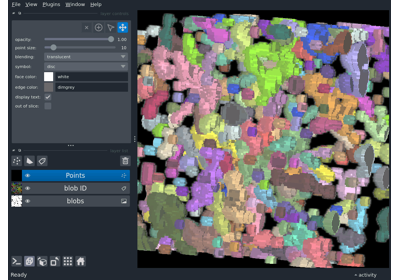 File View Plugins Window Help
opacity: 1.00
point size: 10
blending: translucent
symbol: disc
face color: white
edge color: dimgrey
display text:
out of slice:
Points
blob ID
blobs
Ready
activity